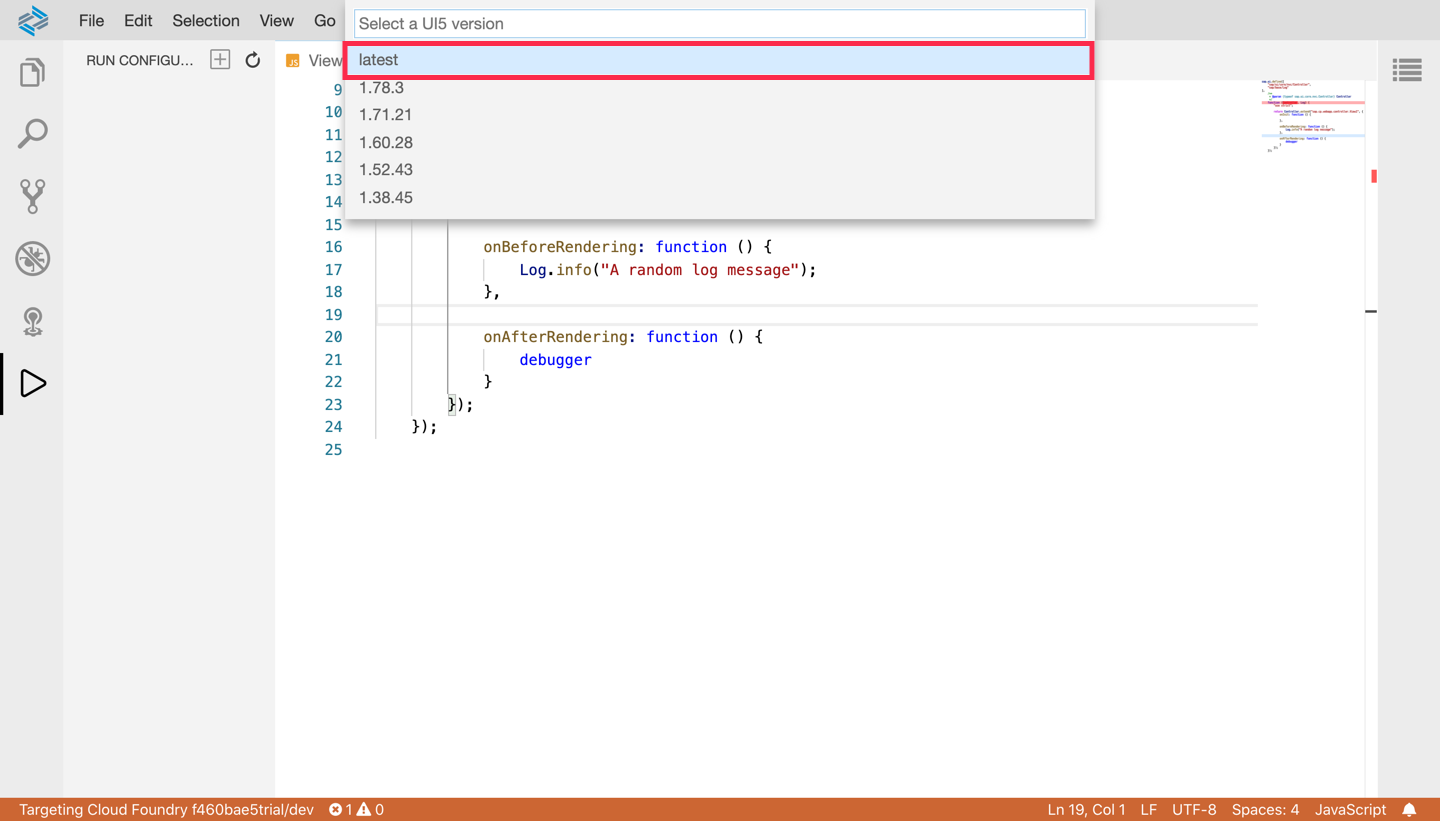 File Edit Selection View Go
Select a UI5 version
RUN CONFIGU...
JS View
latest
1.78.3
1.71.21
1.60.28
1.52.43
1.38.45
9
10
11
12
13
14
15
16 onBeforeRendering: function () {
17 Log.info("A random log message");
18 },
19
20 onAfterRendering: function () {
21 debugger
22 }
23 });
24 });
25
Targeting Cloud Foundry f460bae5trial/dev 1 0 Ln 19, Col 1 LF UTF-8 Spaces: 4 JavaScript